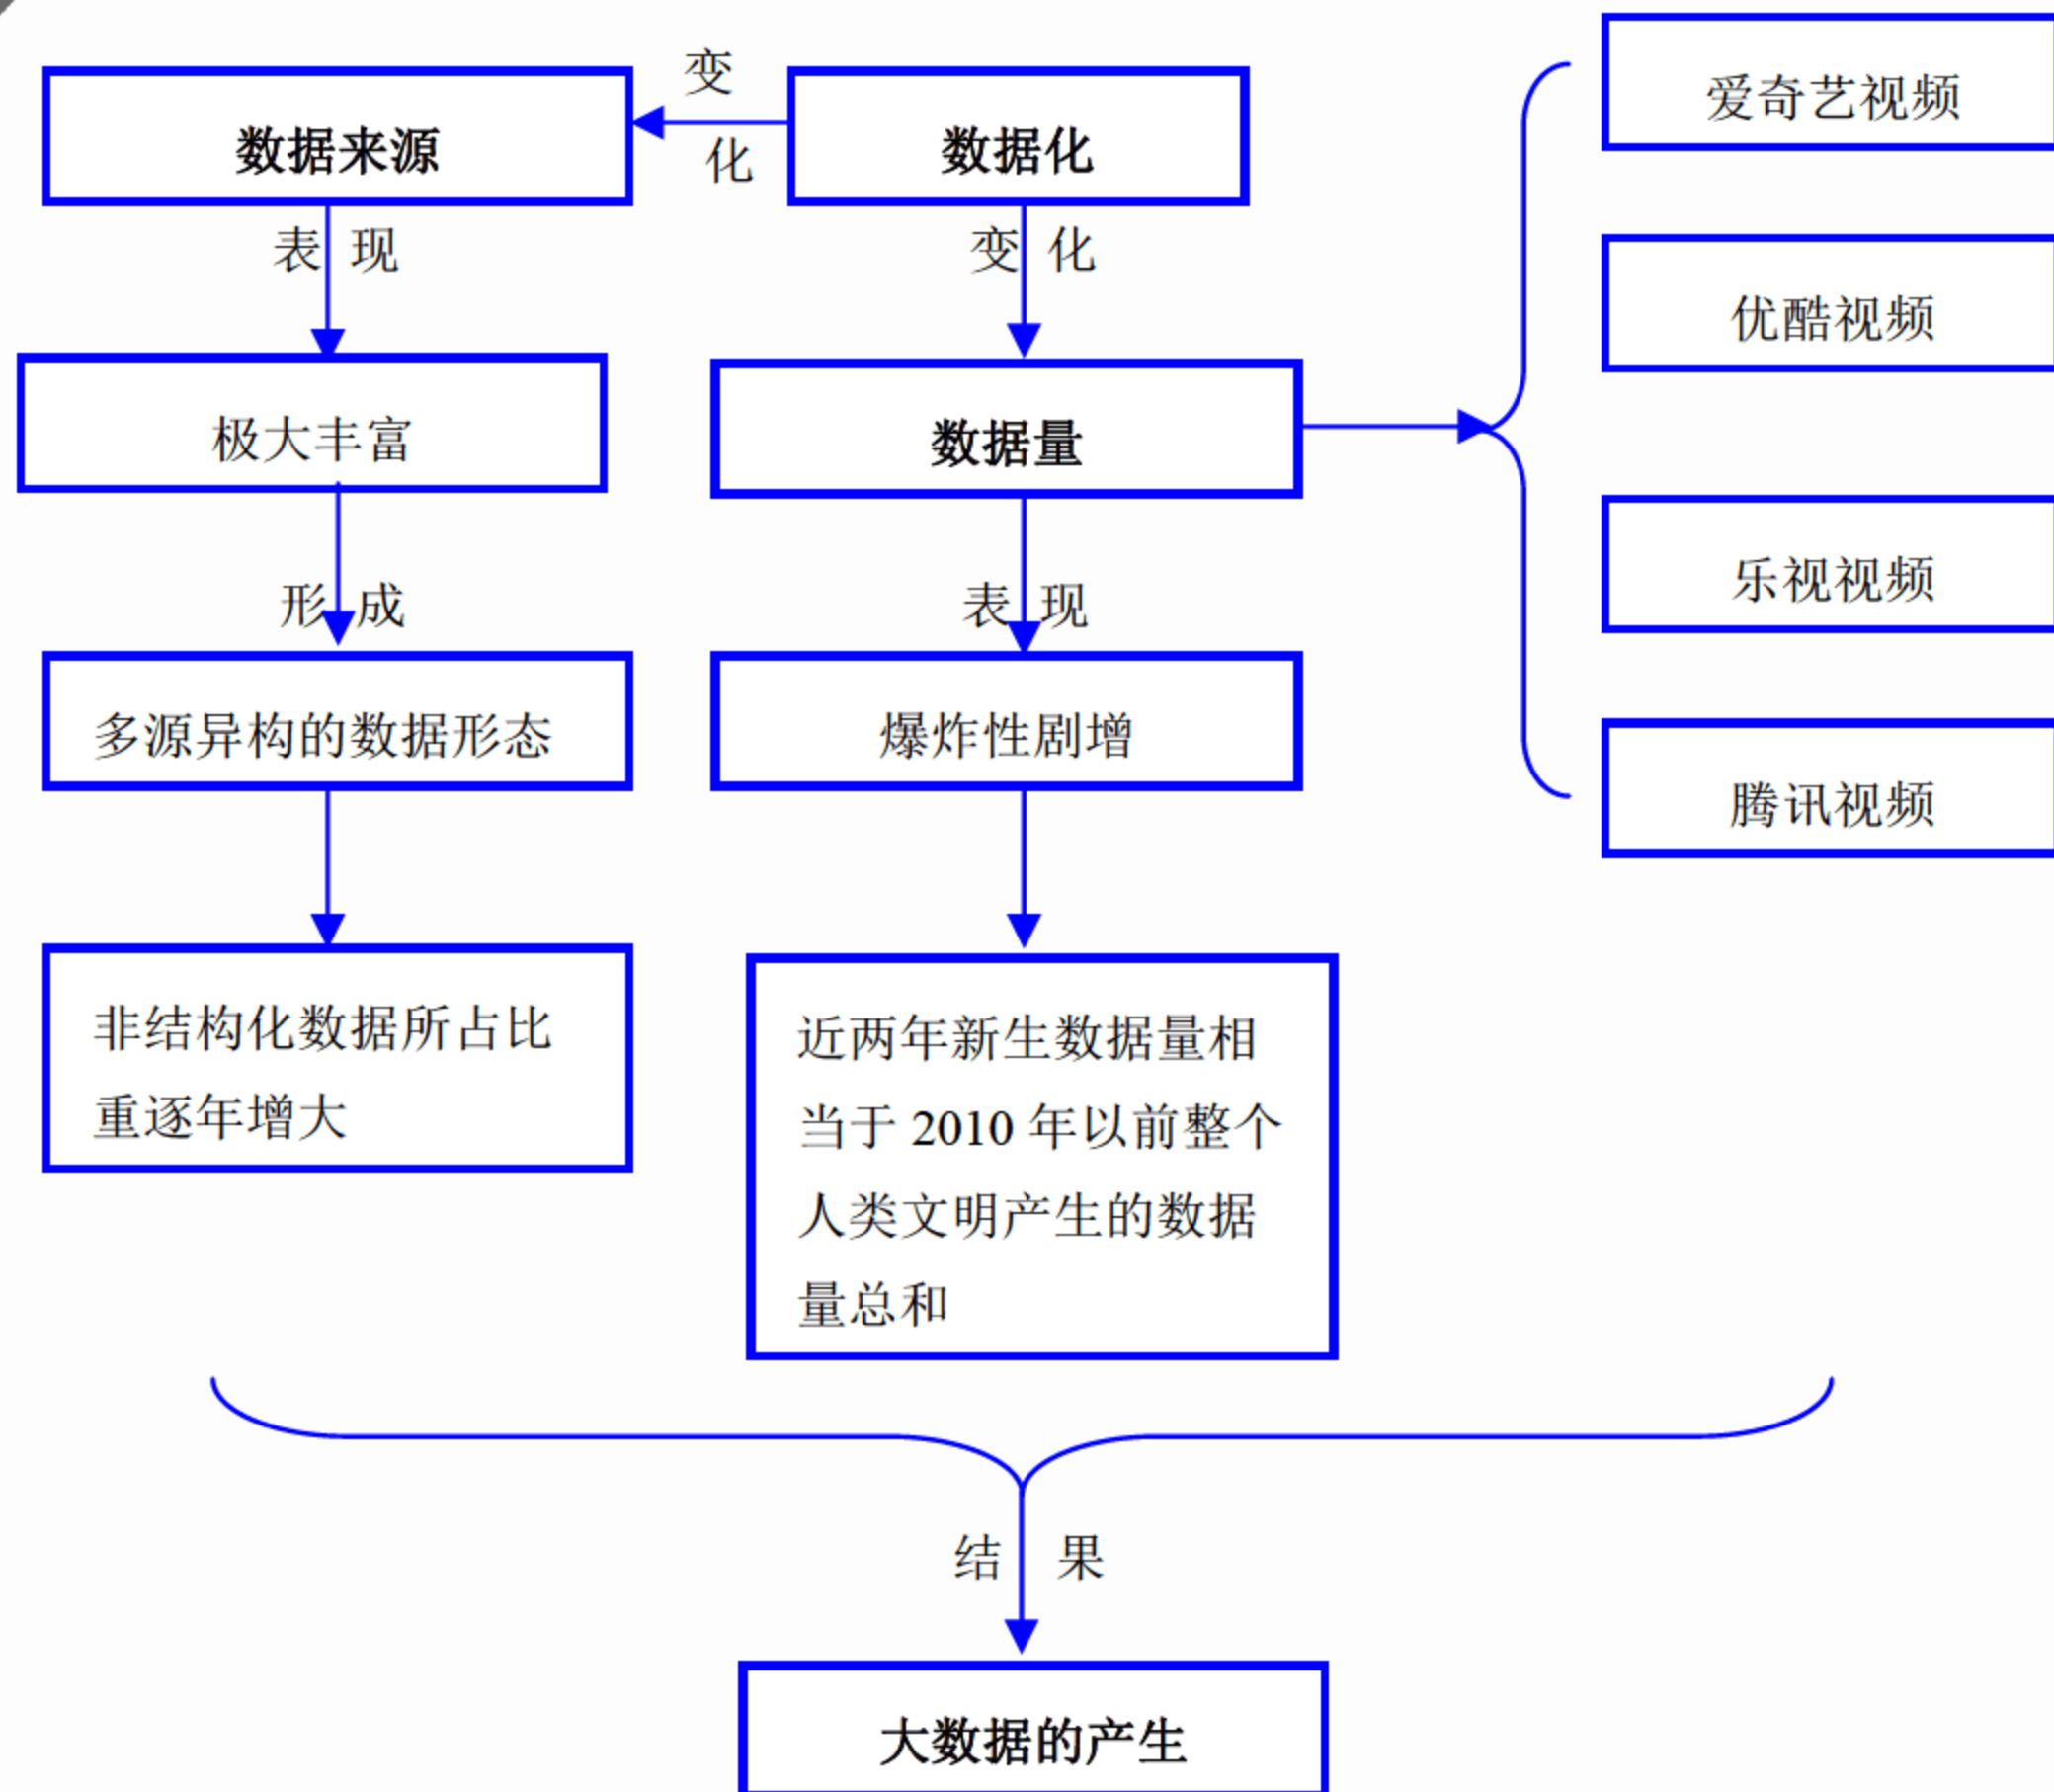 变
化
数据来源
数据化
爱奇艺视频
表 现
变 化
优酷视频
极大丰富
数据量
形 成
表 现
乐视视频
多源异构的数据形态
爆炸性剧增
腾讯视频
非结构化数据所占比
重逐年增大
近两年新生数据量相
当于 2010 年以前整个
人类文明产生的数据
量总和
结 果
大数据的产生